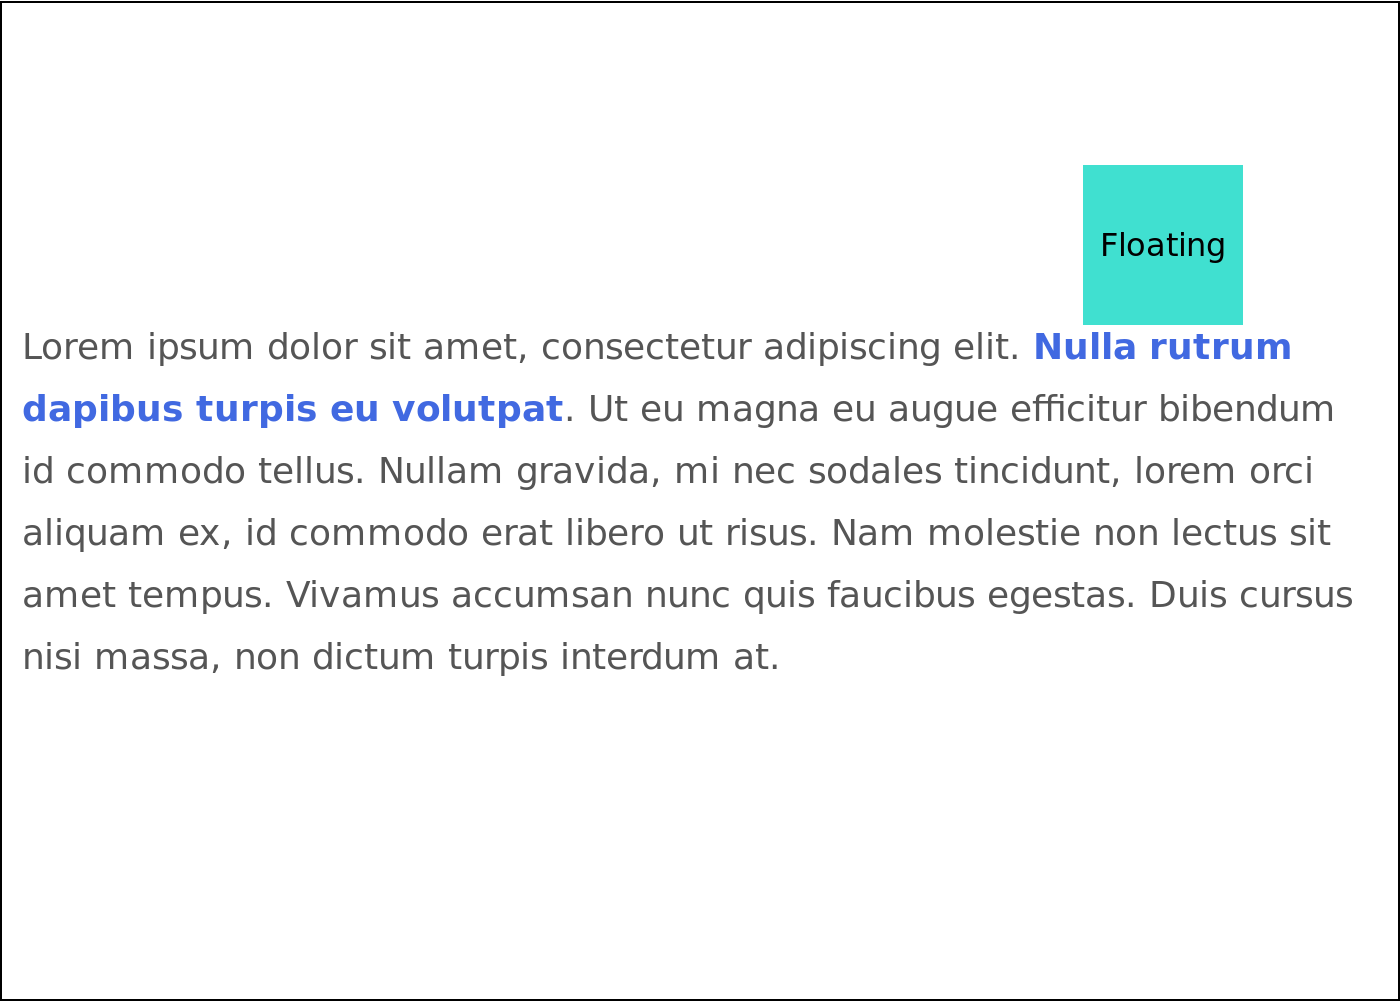 Floating
Lorem ipsum dolor sit amet, consectetur adipiscing elit. Nulla rutrum
dapibus turpis eu volutpat. Ut eu magna eu augue efficitur bibendum
id commodo tellus. Nullam gravida, mi nec sodales tincidunt, lorem orci
aliquam ex, id commodo erat libero ut risus. Nam molestie non lectus sit
amet tempus. Vivamus accumsan nunc quis faucibus egestas. Duis cursus
nisi massa, non dictum turpis interdum at.